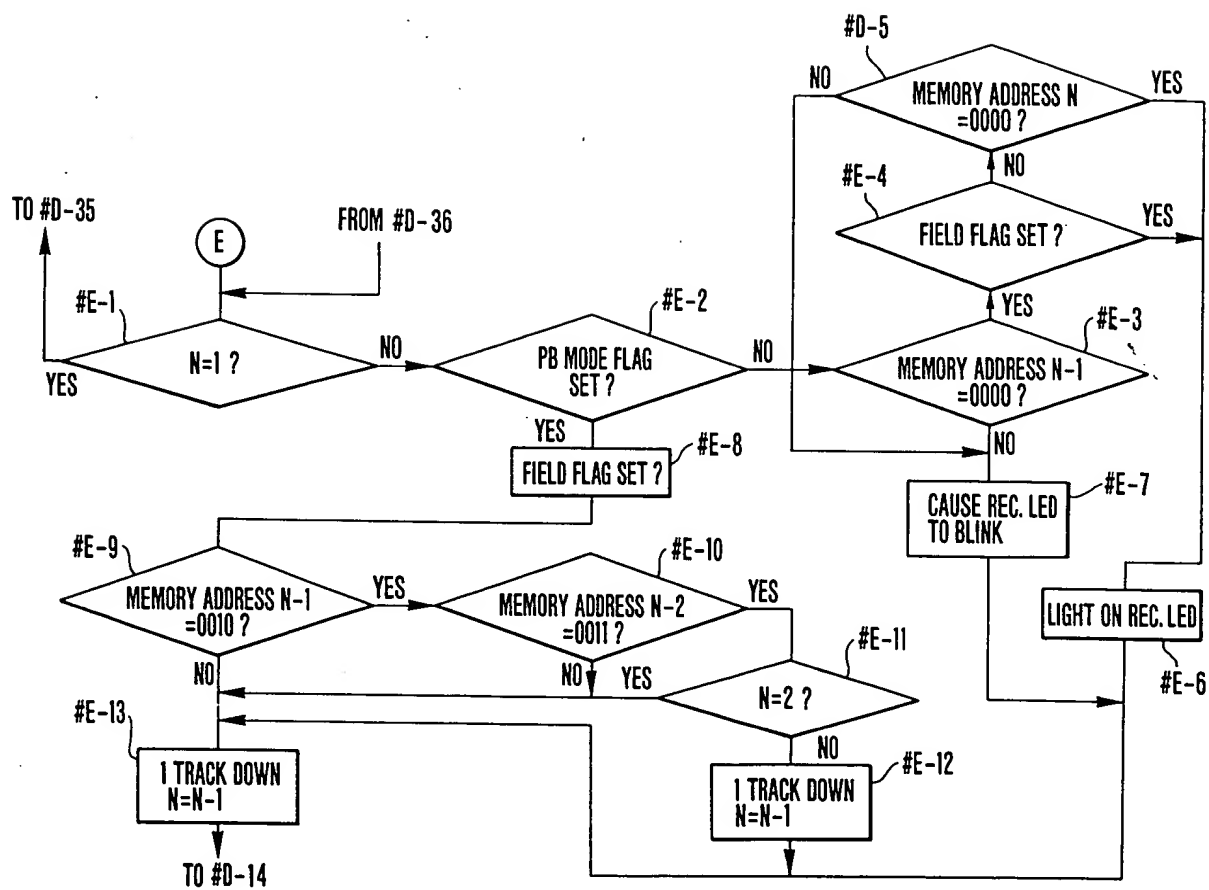 #D-5
NO
MEMORY ADDRESS N
=0000 ?
YES
NO
#E-4
TO #D-35
E
FROM #D-36
FIELD FLAG SET ?
YES
#E-1
#E-2
YES
#E-3
N=1 ?
YES
NO
PB MODE FLAG
SET ?
NO
MEMORY ADDRESS N-1
=0000 ?
YES
#E-8
FIELD FLAG SET ?
NO
#E-7
CAUSE REC. LED
TO BLINK
#E-9
MEMORY ADDRESS N-1
=0010 ?
YES
#E-10
MEMORY ADDRESS N-2
=0011 ?
YES
LIGHT ON REC. LED
#E-6
NO
NO
YES
#E-11
N=2 ?
NO
#E-13
1 TRACK DOWN
N=N-1
#E-12
1 TRACK DOWN
N=N-1
TO #D-14